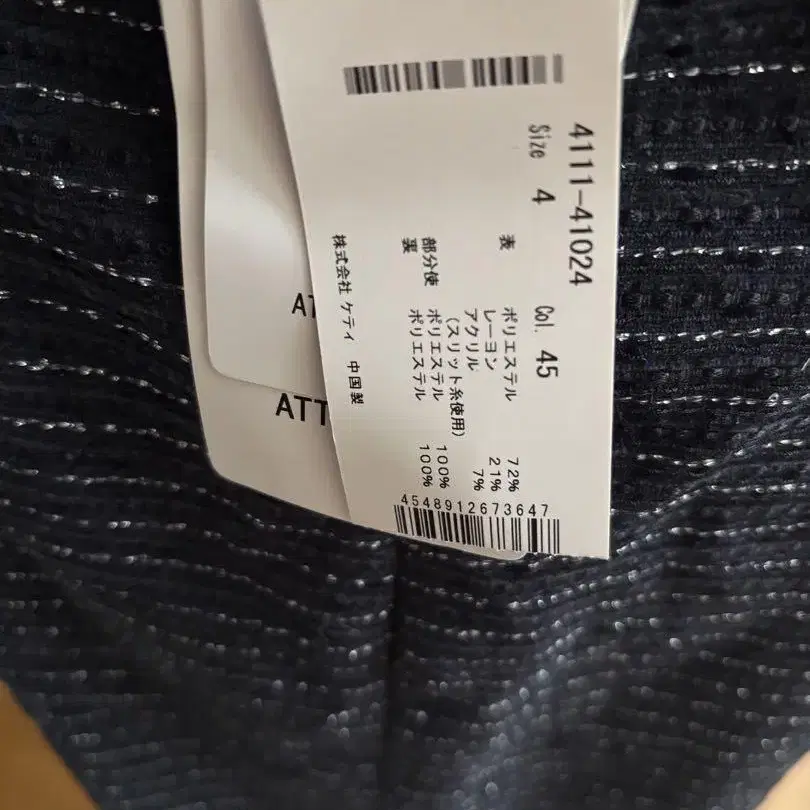 4111-41024
Size 4 Col. 45
表 ポリエステル 72%
レーヨン 21%
アクリル 7%
(スリット糸使用)
部分使 ポリエステル 100%
裏 ポリエステル 100%
株式会社 ケティ 中国製
4548912673647